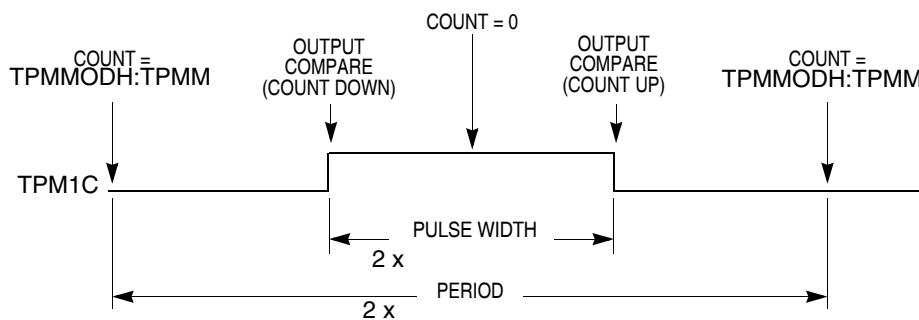 COUNT = 0
COUNT =
TPMMODH:TPMM
OUTPUT
COMPARE
(COUNT DOWN)
OUTPUT
COMPARE
(COUNT UP)
COUNT =
TPMMODH:TPMM
TPM1C
PULSE WIDTH
2 x
PERIOD
2 x